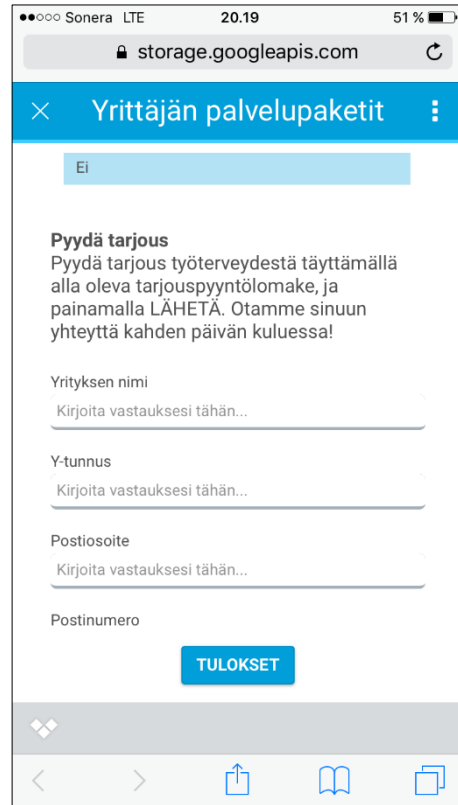 Sonera LTE 20.19 51 %
storage.googleapis.com
Yrittäjän palvelupaketit
Ei
Pyydä tarjous
Pyydä tarjous työterveydestä täyttämällä
alla oleva tarjouspyyntölomake, ja
painamalla LÄHETÄ. Otamme sinuun
yhteyttä kahden päivän kuluessa!
Yrityksen nimi
Kirjoita vastauksesi tähän...
Y-tunnus
Kirjoita vastauksesi tähän...
Postiosoite
Kirjoita vastauksesi tähän...
Postinumero
TULOKSET